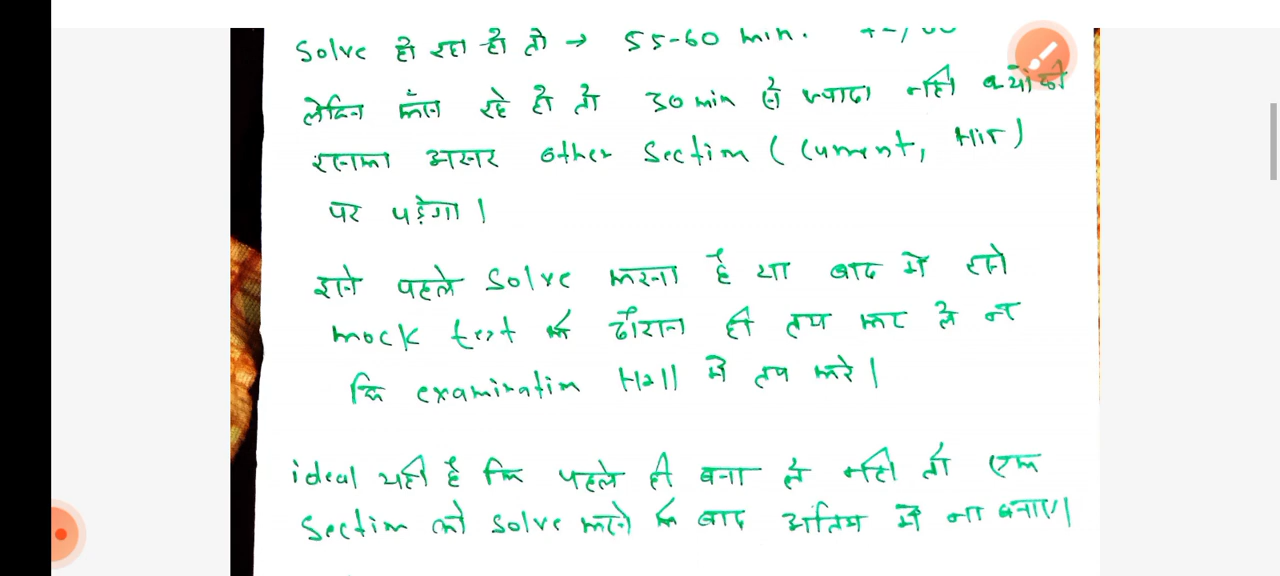 Solve हो रहा हो तो → 55-60 min.
लेकिन फँस रहे हो तो 30 min से ज्यादा नही क्योंकी
इसका असर other Section (Current, His)
पर पड़ेगा।
इसे पहले Solve करना है या बाद में इसे
mock test के दौरान ही तय कर ले न
कि examination Hall में तय करे।
ideal यही है कि पहले ही बना ले नही तो एक
Section को solve करने के बाद अंतिम में ना बनाए।